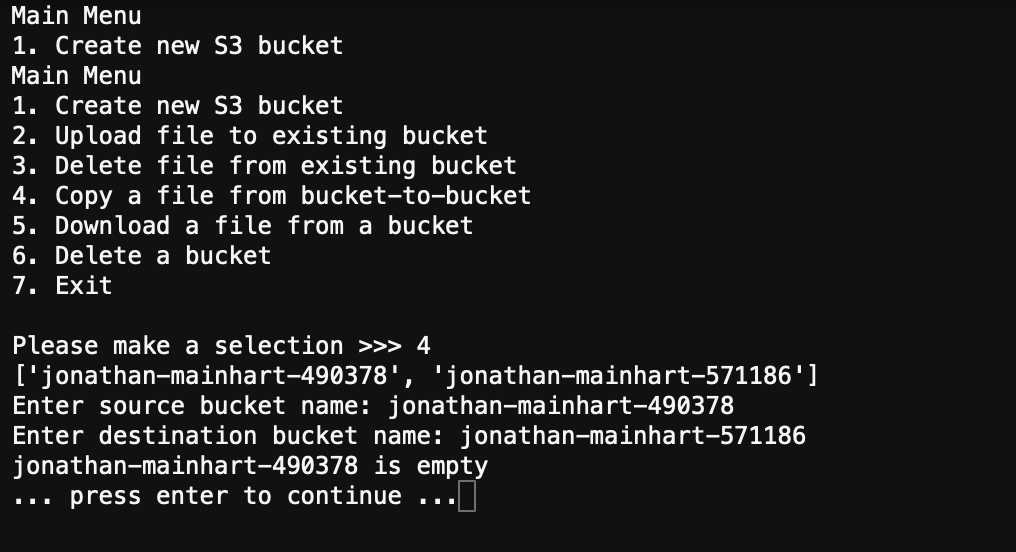 Main Menu
1. Create new S3 bucket
Main Menu
1. Create new S3 bucket
2. Upload file to existing bucket
3. Delete file from existing bucket
4. Copy a file from bucket-to-bucket
5. Download a file from a bucket
6. Delete a bucket
7. Exit
Please make a selection >>> 4
['jonathan-mainhart-490378', 'jonathan-mainhart-571186']
Enter source bucket name: jonathan-mainhart-490378
Enter destination bucket name: jonathan-mainhart-571186
jonathan-mainhart-490378 is empty
... press enter to continue ...